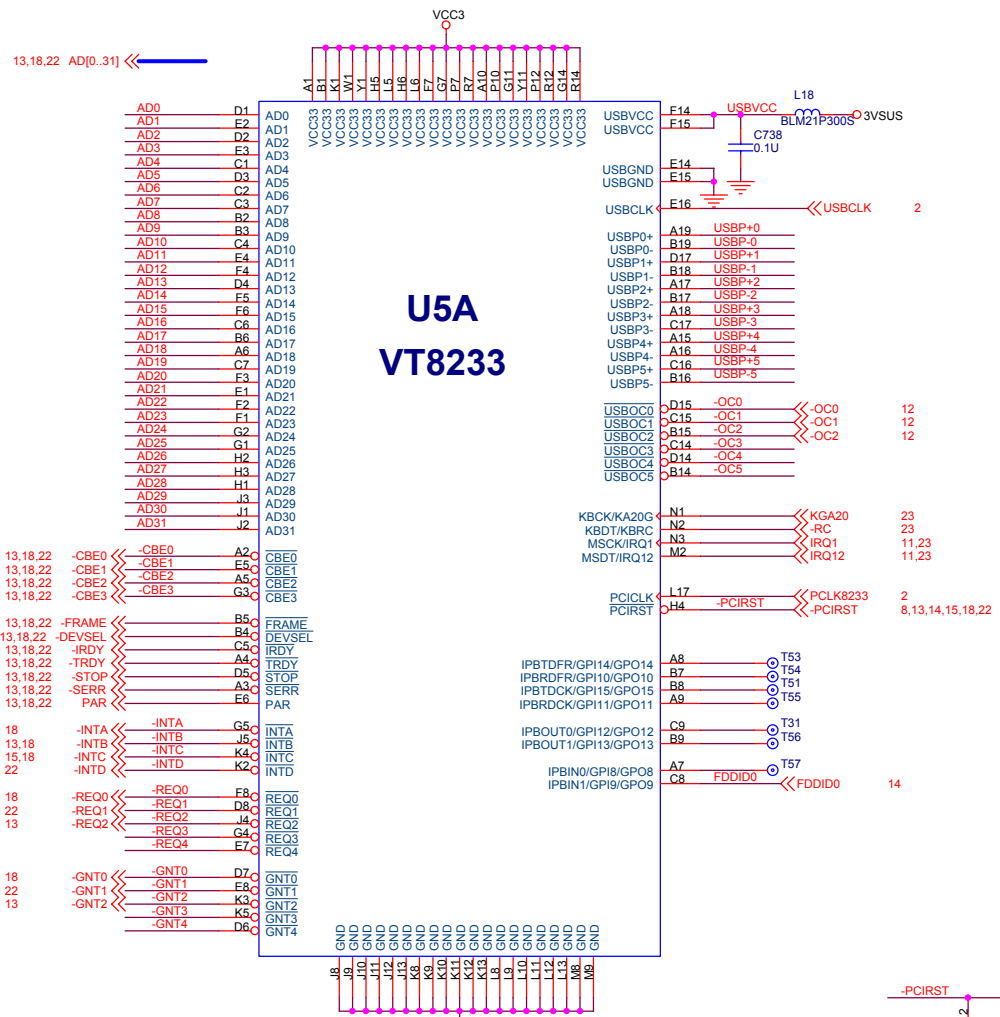 VCC3
13,18,22 AD[0..31]
A1 B1 K1 W1 Y1 H5 L5 H6 L6 F7 G7 P7 R7 A10 P10 G11 Y11 P12 R12 G14 R14
VCC33 VCC33 VCC33 VCC33 VCC33 VCC33 VCC33 VCC33 VCC33 VCC33 VCC33 VCC33 VCC33 VCC33 VCC33 VCC33 VCC33 VCC33 VCC33 VCC33 VCC33
U5A
VT8233
AD0 D1 AD0
AD1 E2 AD1
AD2 D2 AD2
AD3 E3 AD3
AD4 C1 AD4
AD5 D3 AD5
AD6 C2 AD6
AD7 C3 AD7
AD8 B2 AD8
AD9 B3 AD9
AD10 C4 AD10
AD11 E4 AD11
AD12 F4 AD12
AD13 D4 AD13
AD14 F5 AD14
AD15 F6 AD15
AD16 C6 AD16
AD17 B6 AD17
AD18 A6 AD18
AD19 C7 AD19
AD20 F3 AD20
AD21 E1 AD21
AD22 F2 AD22
AD23 F1 AD23
AD24 G2 AD24
AD25 G1 AD25
AD26 H2 AD26
AD27 H3 AD27
AD28 H1 AD28
AD29 J3 AD29
AD30 J1 AD30
AD31 J2 AD31
13,18,22 -CBE0 -CBE0 A2 CBE0
13,18,22 -CBE1 -CBE1 E5 CBE1
13,18,22 -CBE2 -CBE2 A5 CBE2
13,18,22 -CBE3 -CBE3 G3 CBE3
13,18,22 -FRAME B5 FRAME
13,18,22 -DEVSEL B4 DEVSEL
13,18,22 -IRDY C5 IRDY
13,18,22 -TRDY A4 TRDY
13,18,22 -STOP D5 STOP
13,18,22 -SERR A3 SERR
13,18,22 PAR E6 PAR
18 -INTA -INTA G5 INTA
13,18 -INTB -INTB J5 INTB
15,18 -INTC -INTC K4 INTC
22 -INTD -INTD K2 INTD
18 -REQ0 -REQ0 F8 REQ0
22 -REQ1 -REQ1 D8 REQ1
13 -REQ2 -REQ2 J4 REQ2
-REQ3 G4 REQ3
-REQ4 E7 REQ4
18 -GNT0 -GNT0 D7 GNT0
22 -GNT1 -GNT1 E8 GNT1
13 -GNT2 -GNT2 K3 GNT2
-GNT3 K5 GNT3
-GNT4 D6 GNT4
L18
USBVCC F14 USBVCC BLM21P300S 3VSUS
USBVCC F15
C738
0.1U
USBGND E14
USBGND E15
USBCLK E16 USBCLK 2
USBP0+ A19 USBP+0
USBP0- B19 USBP-0
USBP1+ D17 USBP+1
USBP1- B18 USBP-1
USBP2+ A17 USBP+2
USBP2- B17 USBP-2
USBP3+ A18 USBP+3
USBP3- C17 USBP-3
USBP4+ A15 USBP+4
USBP4- A16 USBP-4
USBP5+ C16 USBP+5
USBP5- B16 USBP-5
USBOC0 D15 -OC0 -OC0 12
USBOC1 C15 -OC1 -OC1 12
USBOC2 B15 -OC2 -OC2 12
USBOC3 C14 -OC3
USBOC4 D14 -OC4
USBOC5 B14 -OC5
KBCK/KA20G N1 KGA20 23
KBDT/KBRC N2 -RC 23
MSCK/IRQ1 N3 IRQ1 11,23
MSDT/IRQ12 M2 IRQ12 11,23
PCICLK L17 PCLK8233 2
PCIRST H4 -PCIRST -PCIRST 8,13,14,15,18,22
IPBTDFR/GPI14/GPO14 A8 T53
IPBRDFR/GPI10/GPO10 B7 T54
IPBTDCK/GPI15/GPO15 B8 T51
IPBRDCK/GPI11/GPO11 A9 T55
IPBOUT0/GPI12/GPO12 C9 T31
IPBOUT1/GPI13/GPO13 B9 T56
IPBIN0/GPI8/GPO8 A7 T57
IPBIN1/GPI9/GPO9 C8 FDDID0 FDDID0 14
GND GND GND GND GND GND GND GND GND GND GND GND GND GND GND GND GND GND GND GND
J8 J9 J10 J11 J12 J13 K8 K9 K10 K11 K12 K13 L8 L9 L10 L11 L12 L13 M8 M9
-PCIRST
2